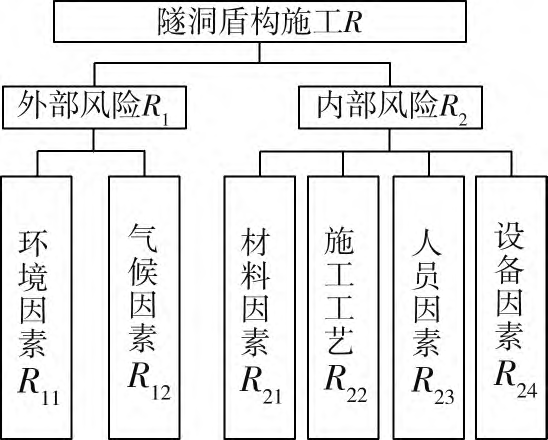 隧洞盾构施工R
外部风险R1
内部风险R2
环境因素R11
气候因素R12
材料因素R21
施工工艺R22
人员因素R23
设备因素R24